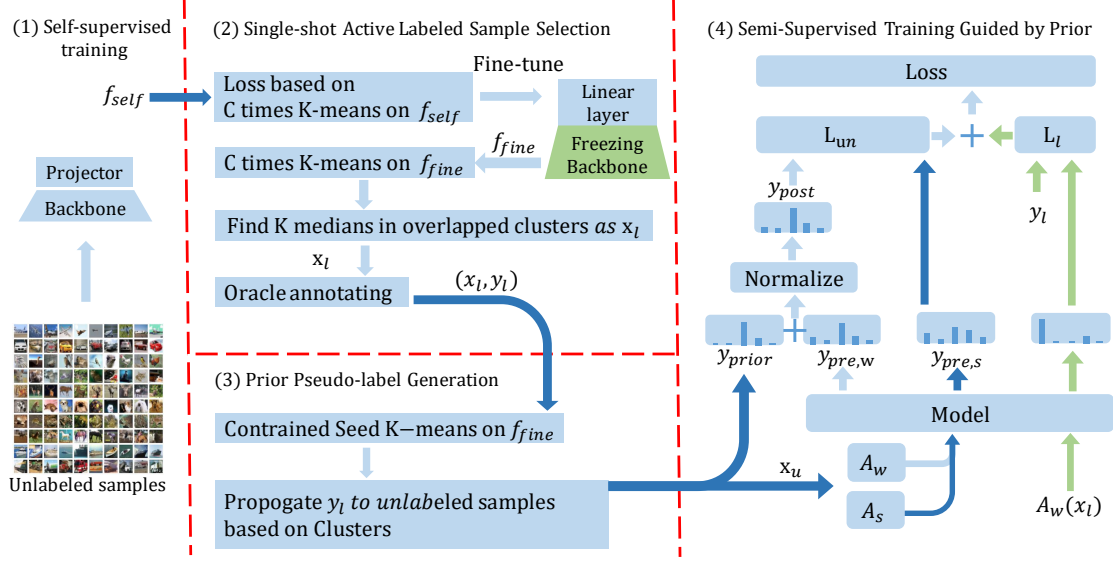 (1) Self-supervised
training
f_self
Projector
Backbone
Unlabeled samples
(2) Single-shot Active Labeled Sample Selection
Fine-tune
Loss based on
C times K-means on f_self
Linear
layer
Freezing
Backbone
f_fine
C times K-means on f_fine
Find K medians in overlapped clusters as x_l
x_l
Oracle annotating
(x_l, y_l)
(3) Prior Pseudo-label Generation
Contrained Seed K−means on f_fine
Propogate y_l to unlabeled samples
based on Clusters
(4) Semi-Supervised Training Guided by Prior
Loss
L_un
+
L_l
y_post
y_l
Normalize
+
y_prior
y_pre,w
y_pre,s
Model
x_u
A_w
A_s
A_w(x_l)